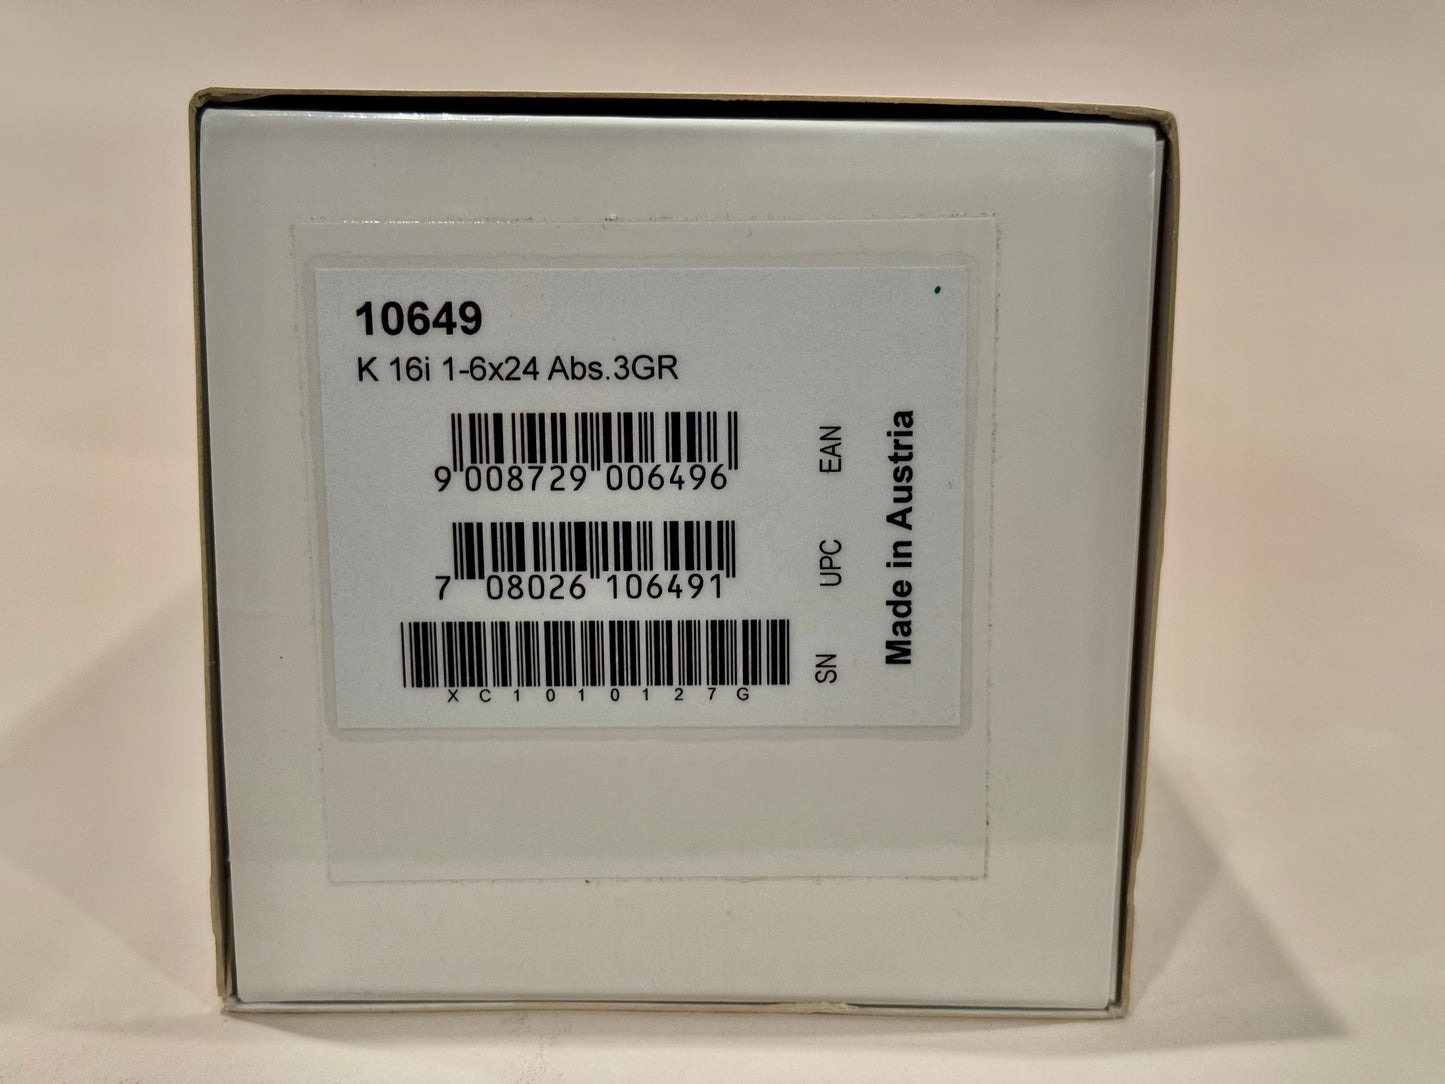 10649
K 16i 1-6x24 Abs.3GR
9 008729 006496
EAN
7 08026 106491
UPC
XC1010127G
SN
Made in Austria